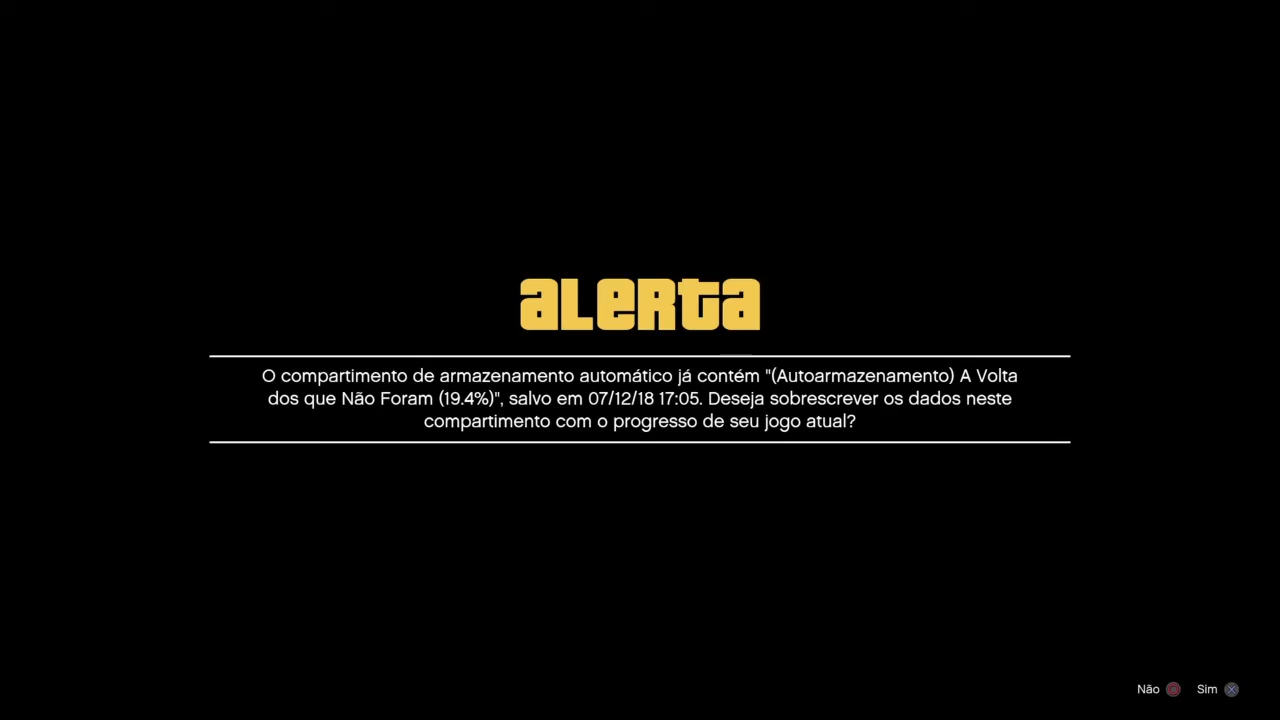 aLeRta
O compartimento de armazenamento automático já contém "(Autoarmazenamento) A Volta
dos que Não Foram (19.4%)", salvo em 07/12/18 17:05. Deseja sobrescrever os dados neste
compartimento com o progresso de seu jogo atual?
Não Sim